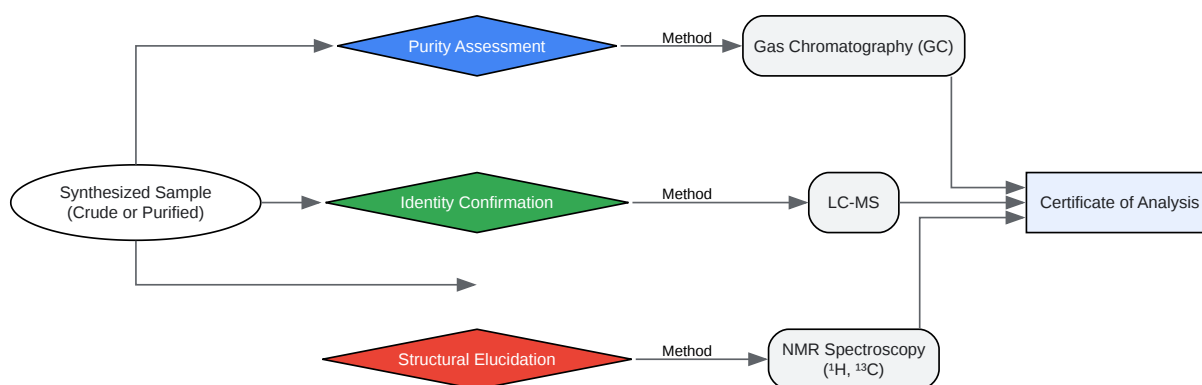 Purity Assessment
Method
Gas Chromatography (GC)
Synthesized Sample
(Crude or Purified)
Identity Confirmation
Method
LC-MS
Certificate of Analysis
Structural Elucidation
Method
NMR Spectroscopy
(¹H, ¹³C)